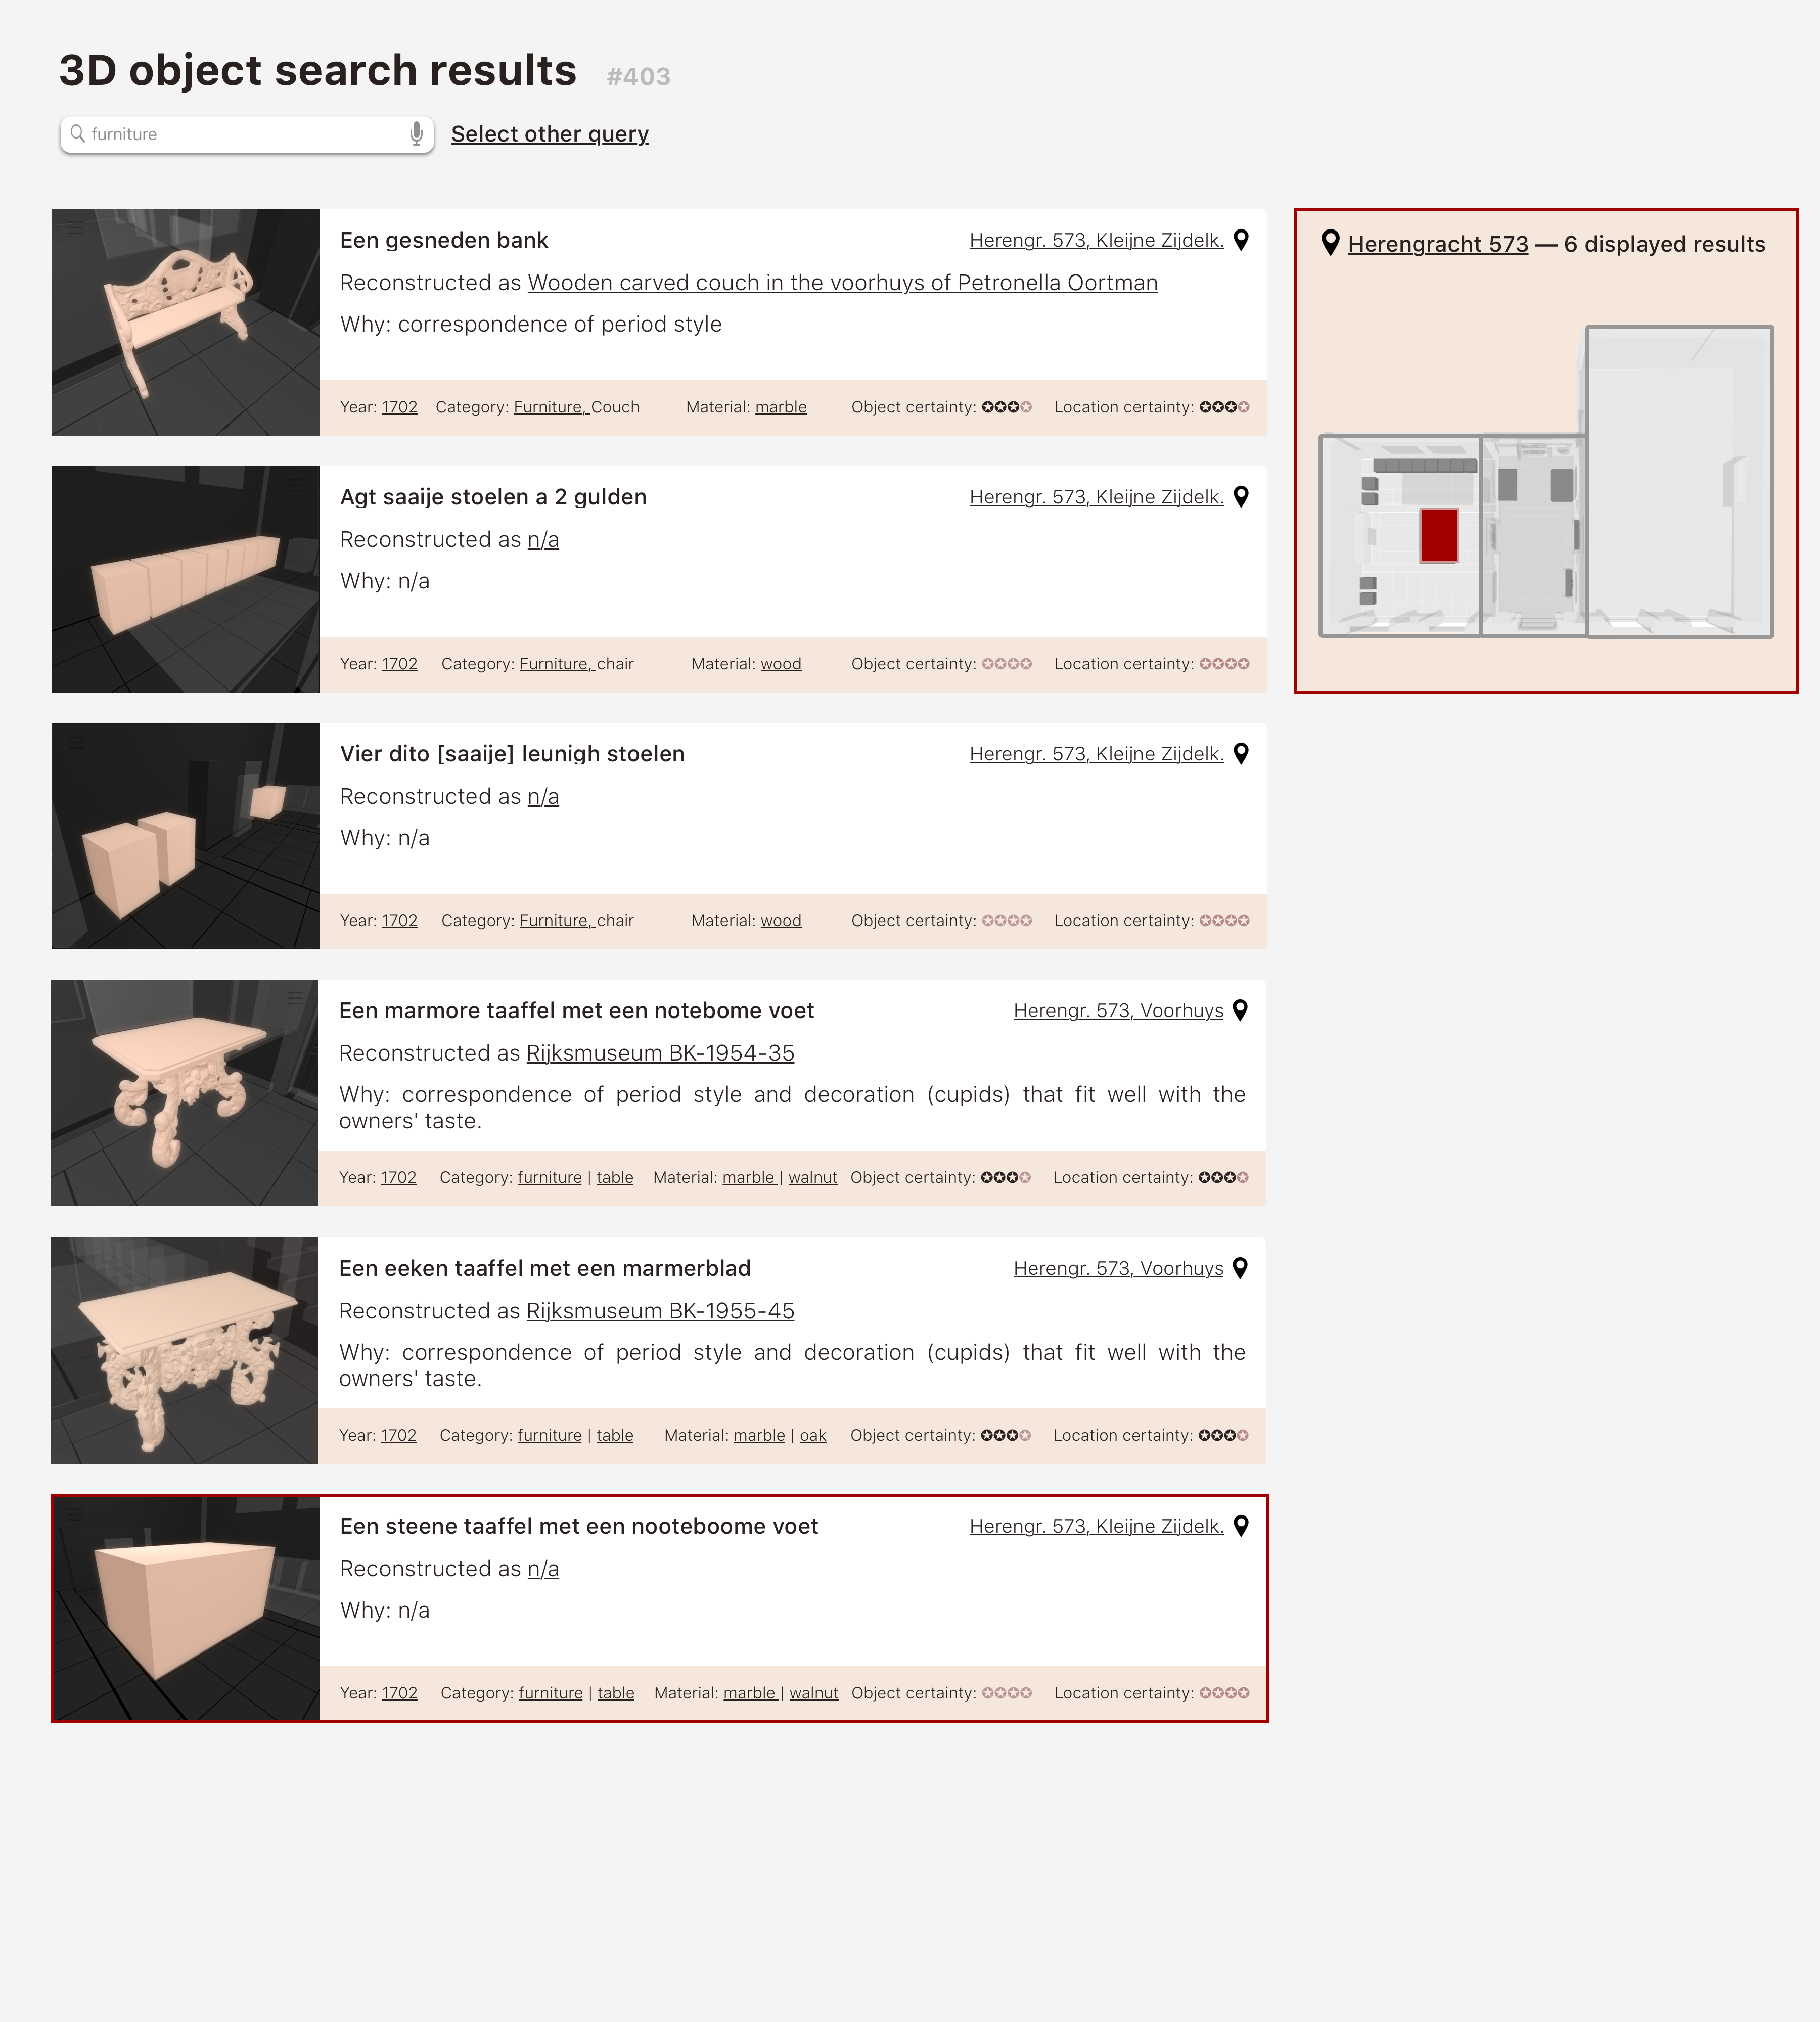 3D object search results #403
furniture
Select other query
Een gesneden bank
Herengr. 573, Kleijne Zijdelk.
Reconstructed as Wooden carved couch in the voorhuys of Petronella Oortman
Why: correspondence of period style
Year: 1702 Category: Furniture, Couch Material: marble Object certainty: ✪✪✪✪ Location certainty: ✪✪✪✪
Agt saaije stoelen a 2 gulden
Herengr. 573, Kleijne Zijdelk.
Reconstructed as n/a
Why: n/a
Year: 1702 Category: Furniture, chair Material: wood Object certainty: ✪✪✪✪ Location certainty: ✪✪✪✪
Vier dito [saaije] leunigh stoelen
Herengr. 573, Kleijne Zijdelk.
Reconstructed as n/a
Why: n/a
Year: 1702 Category: Furniture, chair Material: wood Object certainty: ✪✪✪✪ Location certainty: ✪✪✪✪
Een marmore taaffel met een notebome voet
Herengr. 573, Voorhuys
Reconstructed as Rijksmuseum BK-1954-35
Why: correspondence of period style and decoration (cupids) that fit well with the
owners' taste.
Year: 1702 Category: furniture | table Material: marble | walnut Object certainty: ✪✪✪✪ Location certainty: ✪✪✪✪
Een eeken taaffel met een marmerblad
Herengr. 573, Voorhuys
Reconstructed as Rijksmuseum BK-1955-45
Why: correspondence of period style and decoration (cupids) that fit well with the
owners' taste.
Year: 1702 Category: furniture | table Material: marble | oak Object certainty: ✪✪✪✪ Location certainty: ✪✪✪✪
Een steene taaffel met een nooteboome voet
Herengr. 573, Kleijne Zijdelk.
Reconstructed as n/a
Why: n/a
Year: 1702 Category: furniture | table Material: marble | walnut Object certainty: ✪✪✪✪ Location certainty: ✪✪✪✪
Herengracht 573 — 6 displayed results